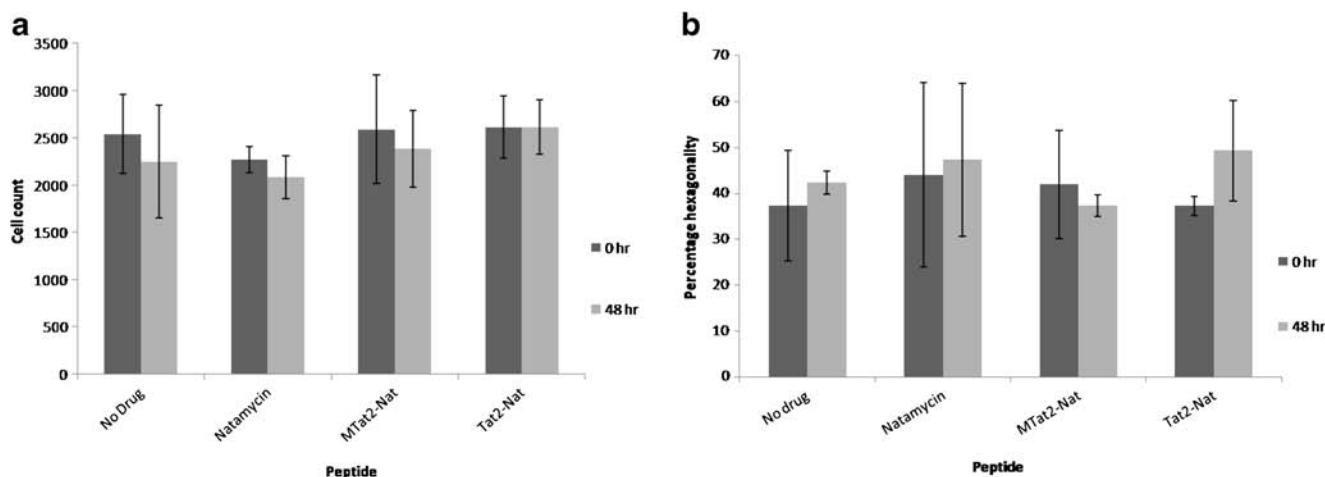 a
3500
3000
2500
2000
1500
1000
500
0
Cell count
No Drug
Natamycin
MTat2-Nat
Tat2-Nat
Peptide
0 hr
48 hr
b
70
60
50
40
30
20
10
0
Percentage hexagonality
No drug
Natamycin
MTat2-Nat
Tat2-Nat
Peptide
0 hr
48 hr